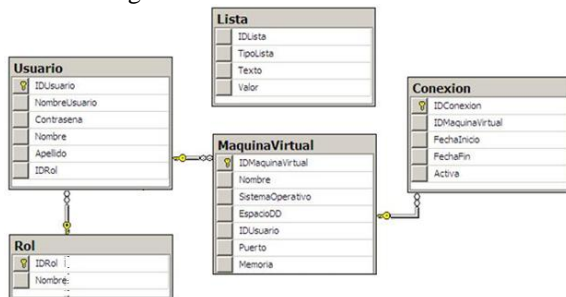 Lista
IDLista
TipoLista
Texto
Valor
Usuario
IDUsuario
NombreUsuario
Contrasena
Nombre
Apellido
IDRol
Conexion
IDConexion
IDMaquinaVirtual
FechaInicio
FechaFin
Activa
MaquinaVirtual
IDMaquinaVirtual
Nombre
SistemaOperativo
EspacioDD
IDUsuario
Puerto
Memoria
Rol
IDRol
Nombre